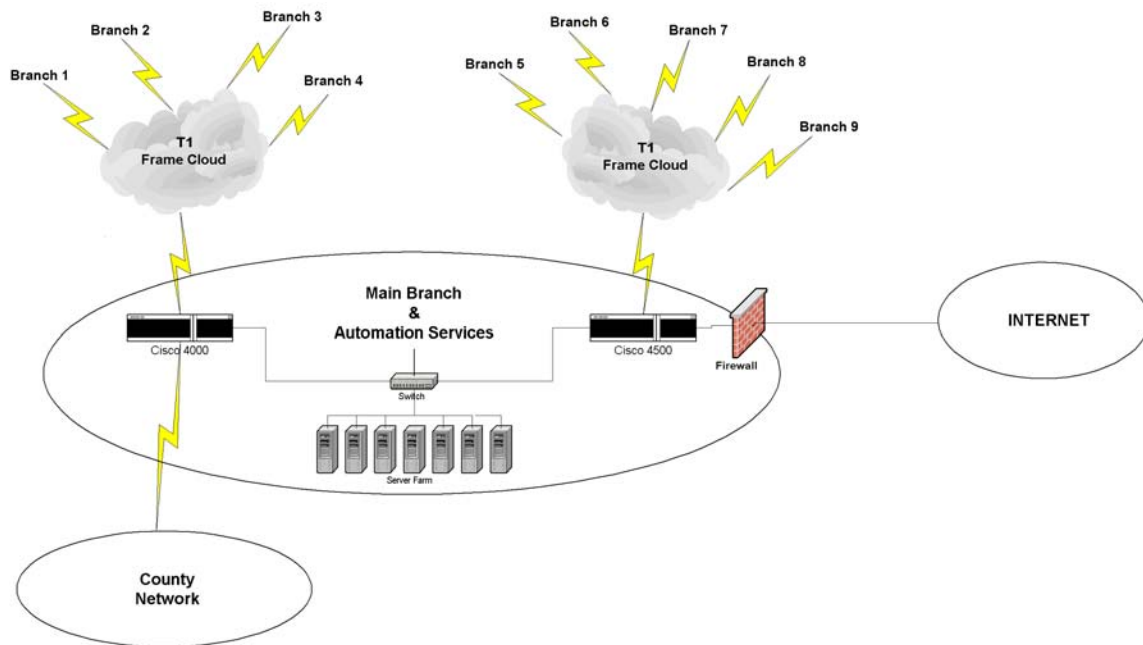 Branch 1
Branch 2
Branch 3
Branch 4
T1
Frame Cloud
Branch 5
Branch 6
Branch 7
Branch 8
Branch 9
T1
Frame Cloud
Main Branch
&
Automation Services
Cisco 4000
Cisco 4500
Switch
Server Farm
Firewall
INTERNET
County
Network